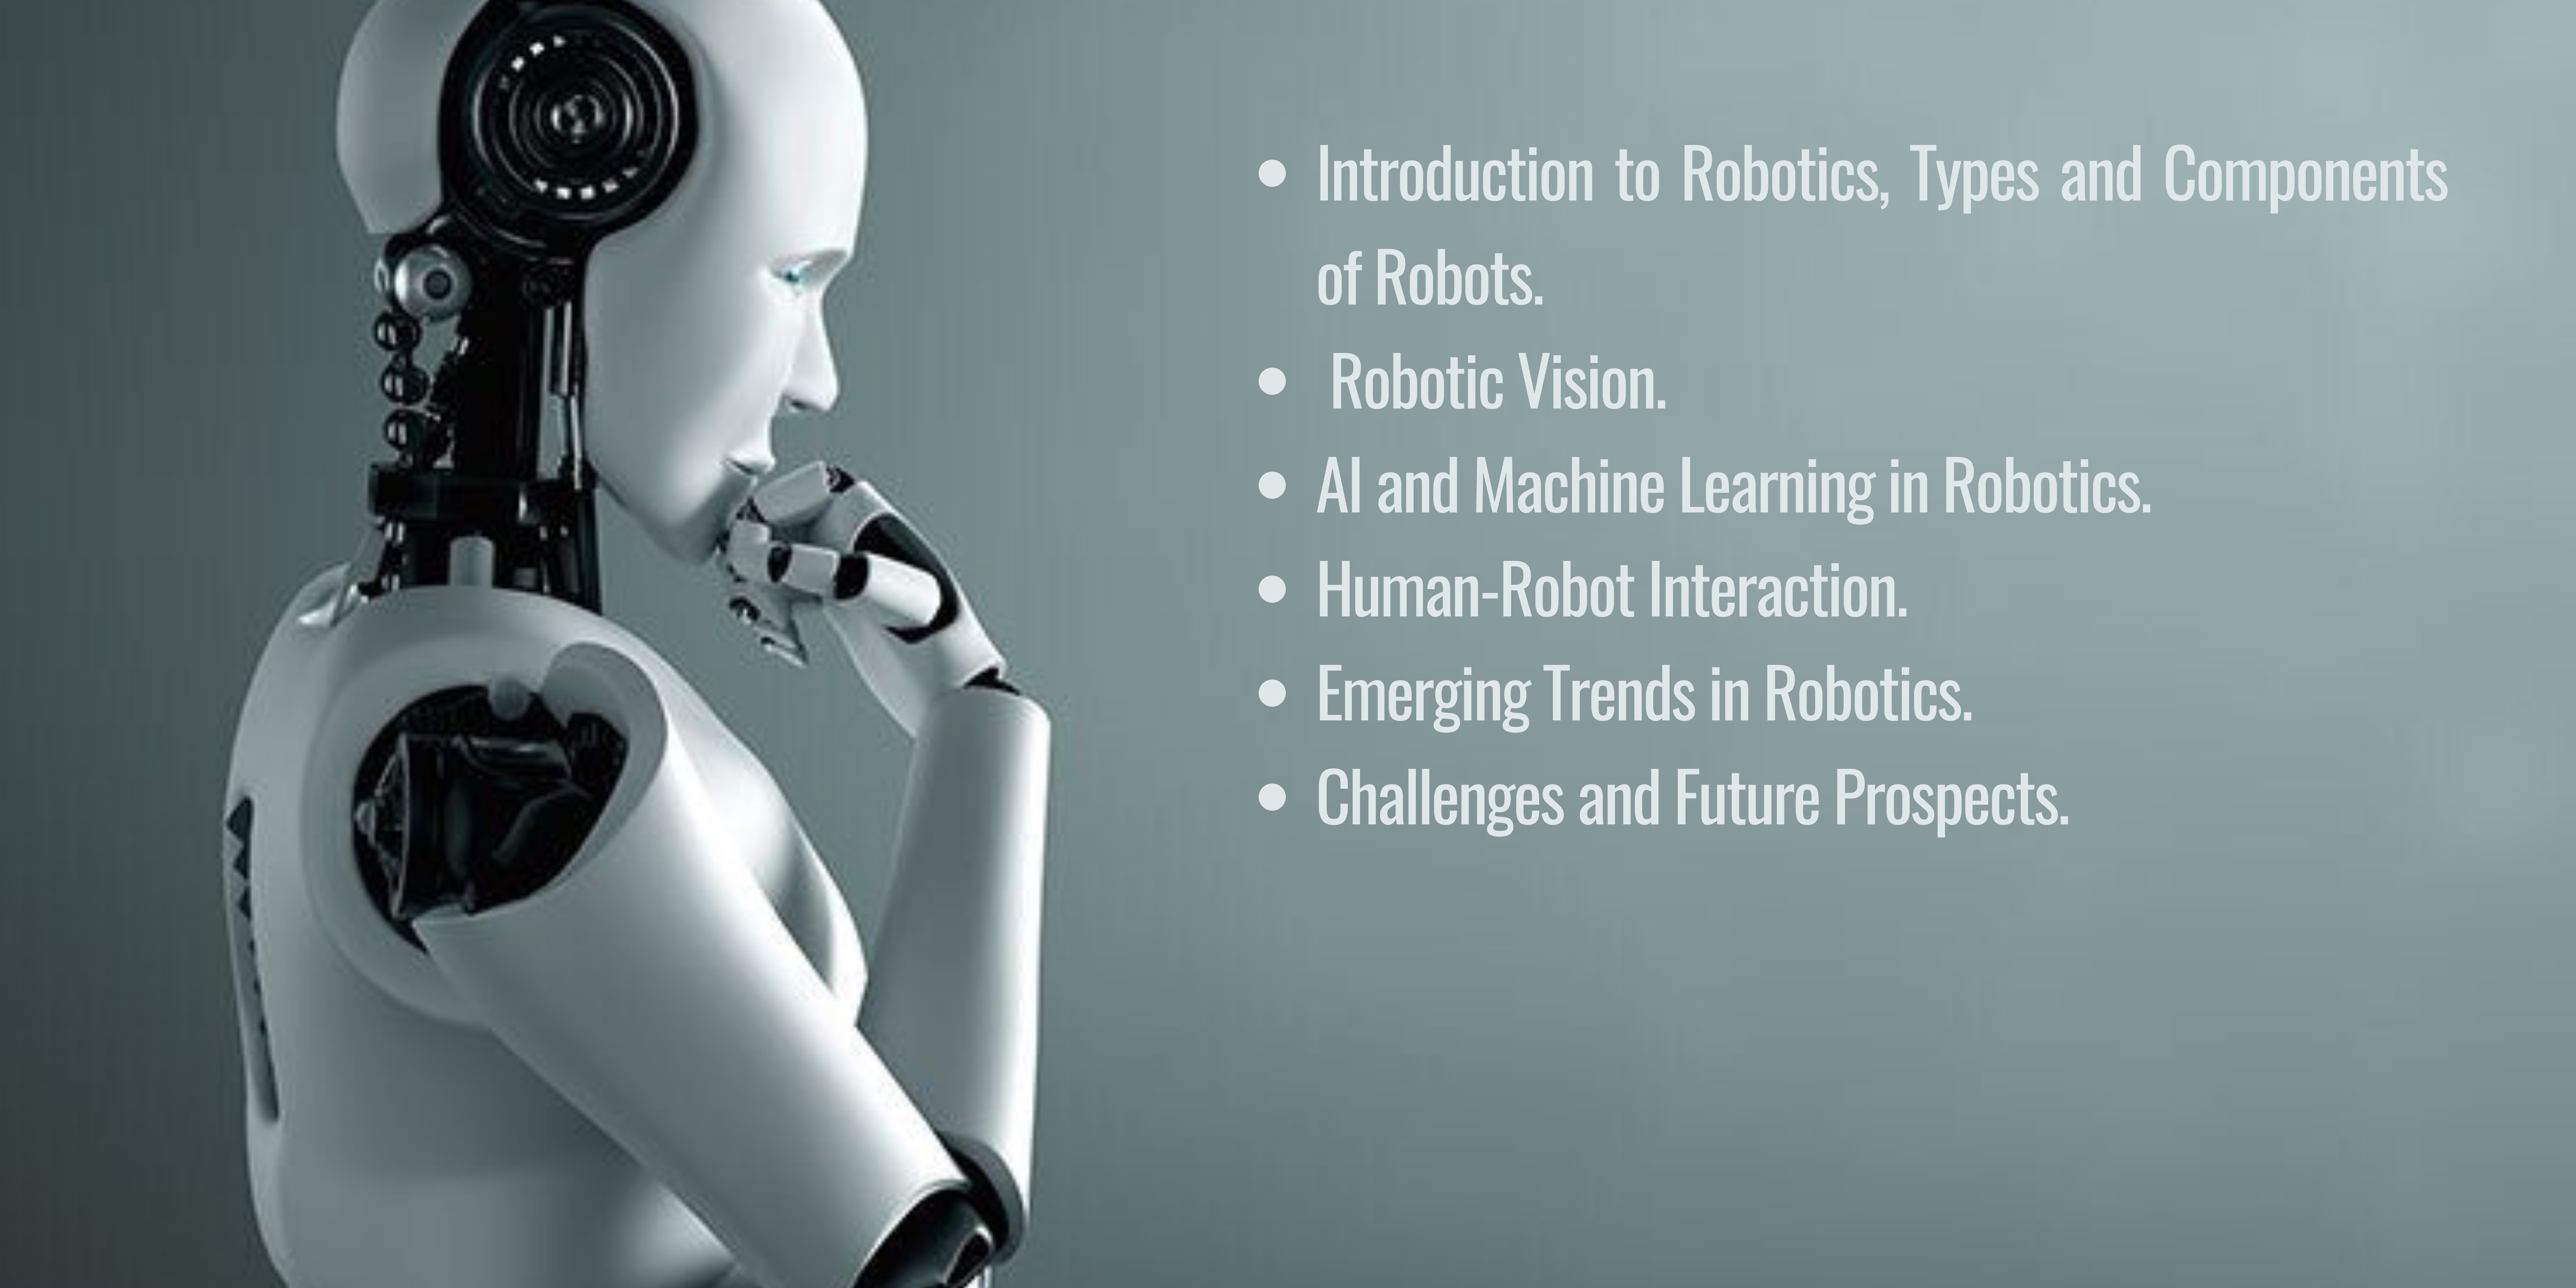 • Introduction to Robotics, Types and Components
of Robots.
• Robotic Vision.
• AI and Machine Learning in Robotics.
• Human-Robot Interaction.
• Emerging Trends in Robotics.
• Challenges and Future Prospects.